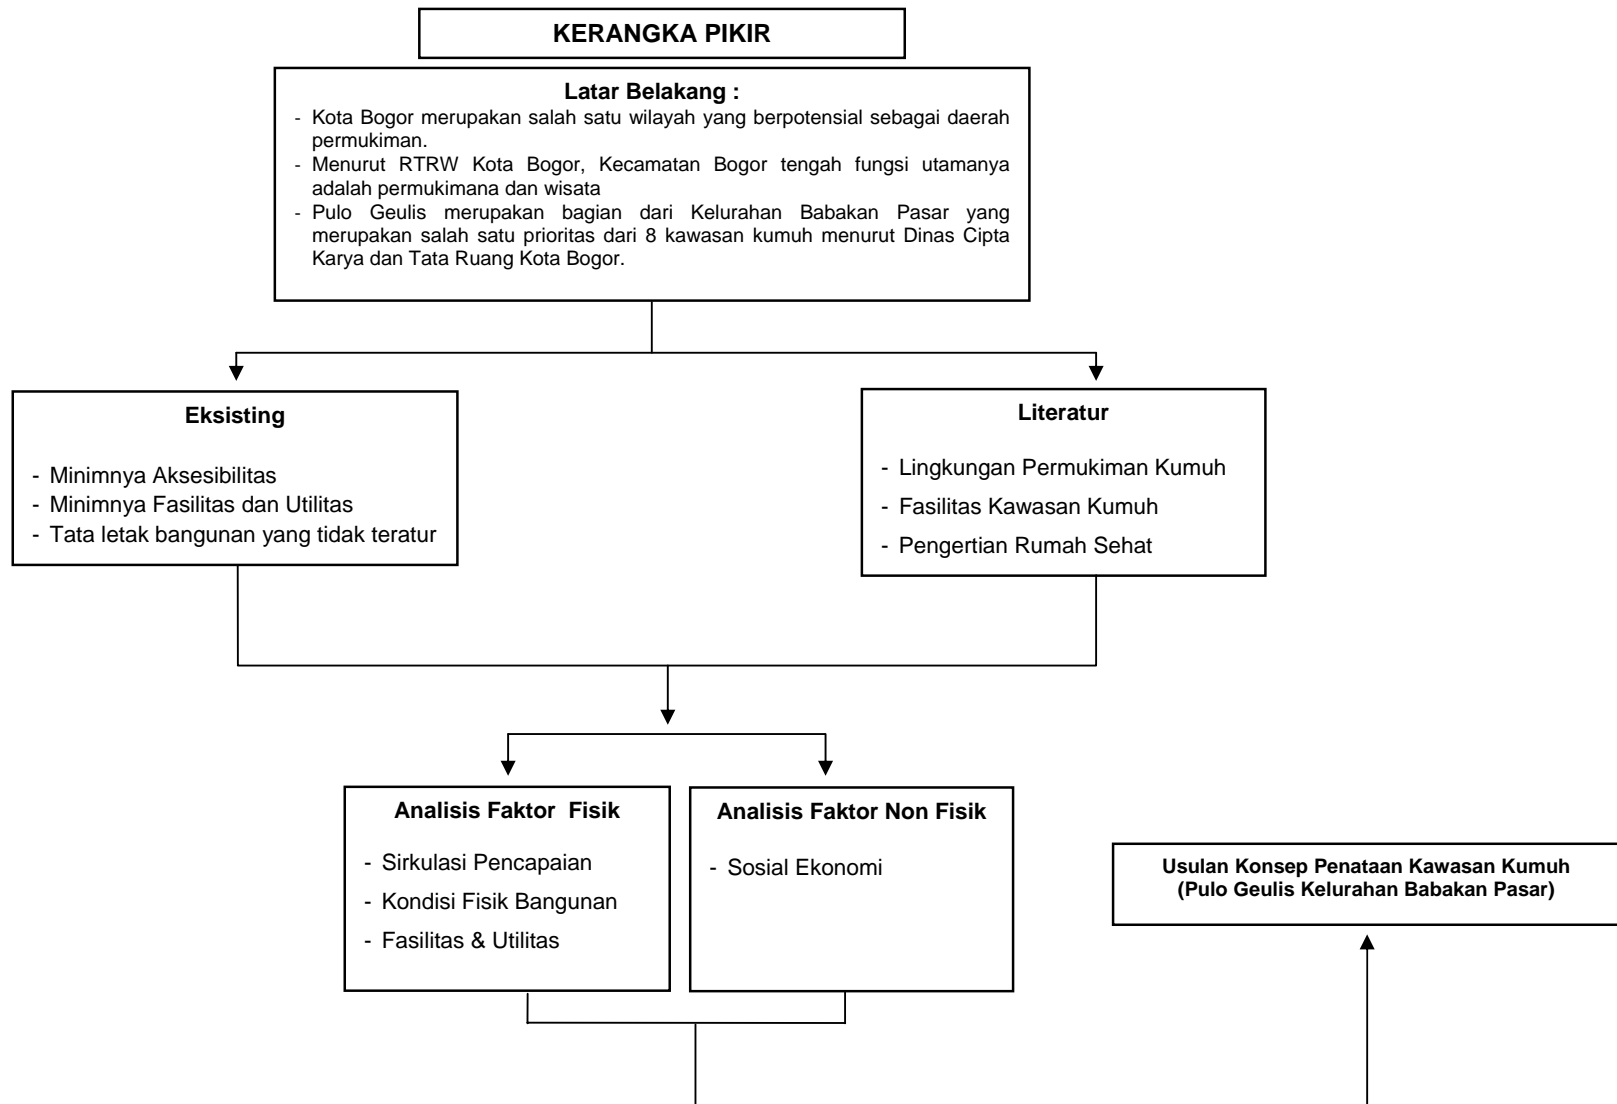 KERANGKA PIKIR
Latar Belakang :
- Kota Bogor merupakan salah satu wilayah yang berpotensial sebagai daerah
permukiman.
- Menurut RTRW Kota Bogor, Kecamatan Bogor tengah fungsi utamanya
adalah permukimana dan wisata
- Pulo Geulis merupakan bagian dari Kelurahan Babakan Pasar yang
merupakan salah satu prioritas dari 8 kawasan kumuh menurut Dinas Cipta
Karya dan Tata Ruang Kota Bogor.
Eksisting
- Minimnya Aksesibilitas
- Minimnya Fasilitas dan Utilitas
- Tata letak bangunan yang tidak teratur
Literatur
- Lingkungan Permukiman Kumuh
- Fasilitas Kawasan Kumuh
- Pengertian Rumah Sehat
Analisis Faktor Fisik
- Sirkulasi Pencapaian
- Kondisi Fisik Bangunan
- Fasilitas & Utilitas
Analisis Faktor Non Fisik
- Sosial Ekonomi
Usulan Konsep Penataan Kawasan Kumuh
(Pulo Geulis Kelurahan Babakan Pasar)